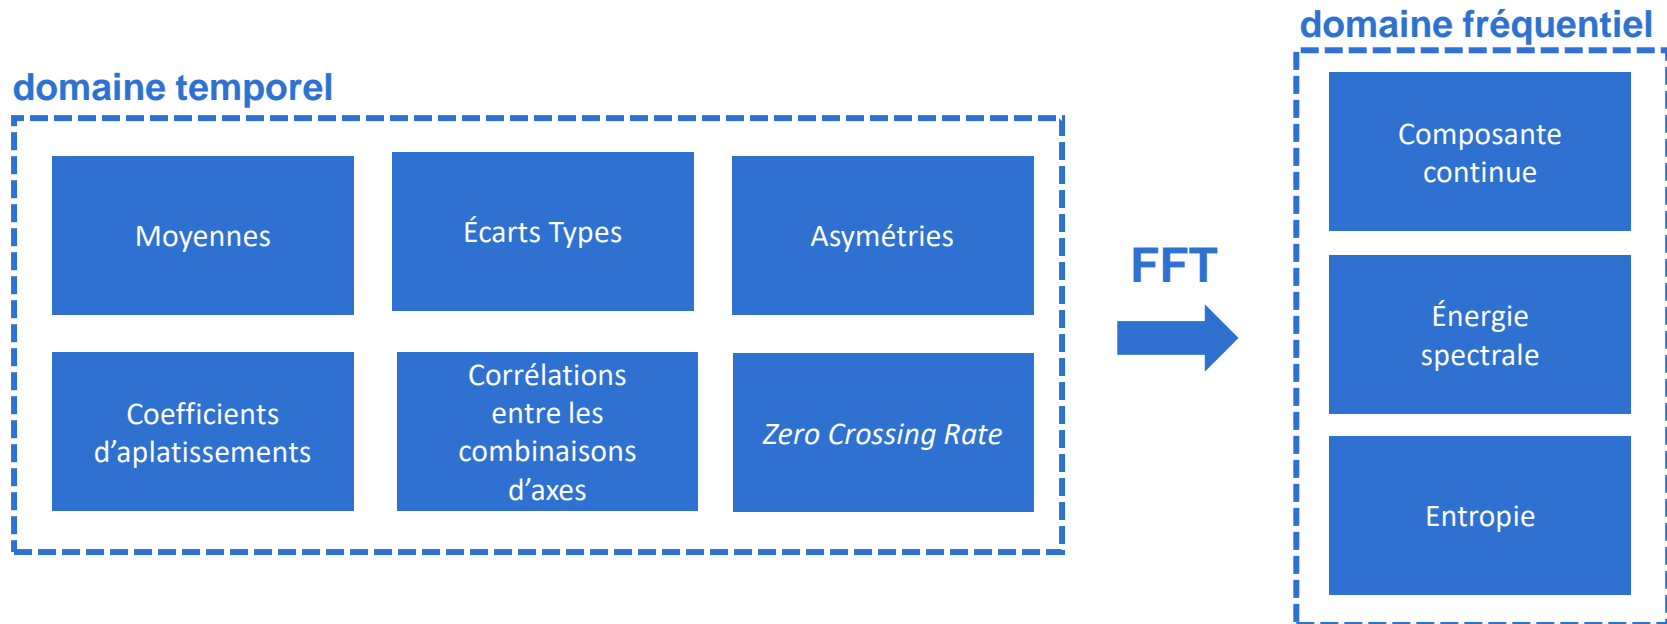 domaine temporel
Moyennes
Écarts Types
Asymétries
Coefficients
d'aplatissements
Corrélations
entre les
combinaisons
d'axes
Zero Crossing Rate
FFT
domaine fréquentiel
Composante
continue
Énergie
spectrale
Entropie